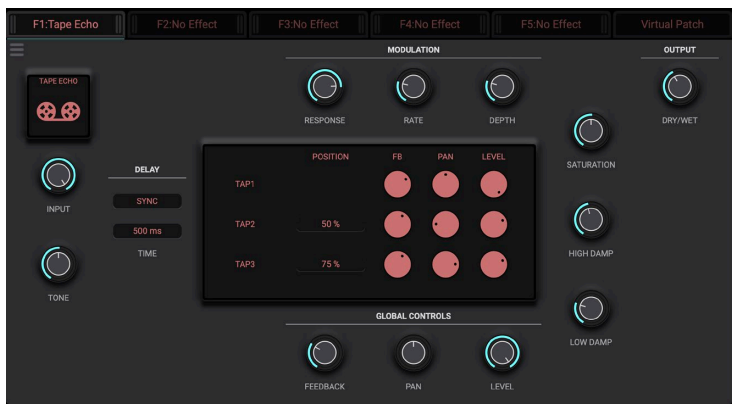 F1:Tape Echo
F2:No Effect
F3:No Effect
F4:No Effect
F5:No Effect
Virtual Patch
MODULATION
OUTPUT
TAPE ECHO
RESPONSE
RATE
DEPTH
DRY/WET
POSITION
FB
PAN
LEVEL
DELAY
SATURATION
TAP1
SYNC
INPUT
TAP2
50 %
500 ms
TIME
HIGH DAMP
TAP3
75 %
TONE
GLOBAL CONTROLS
LOW DAMP
FEEDBACK
PAN
LEVEL